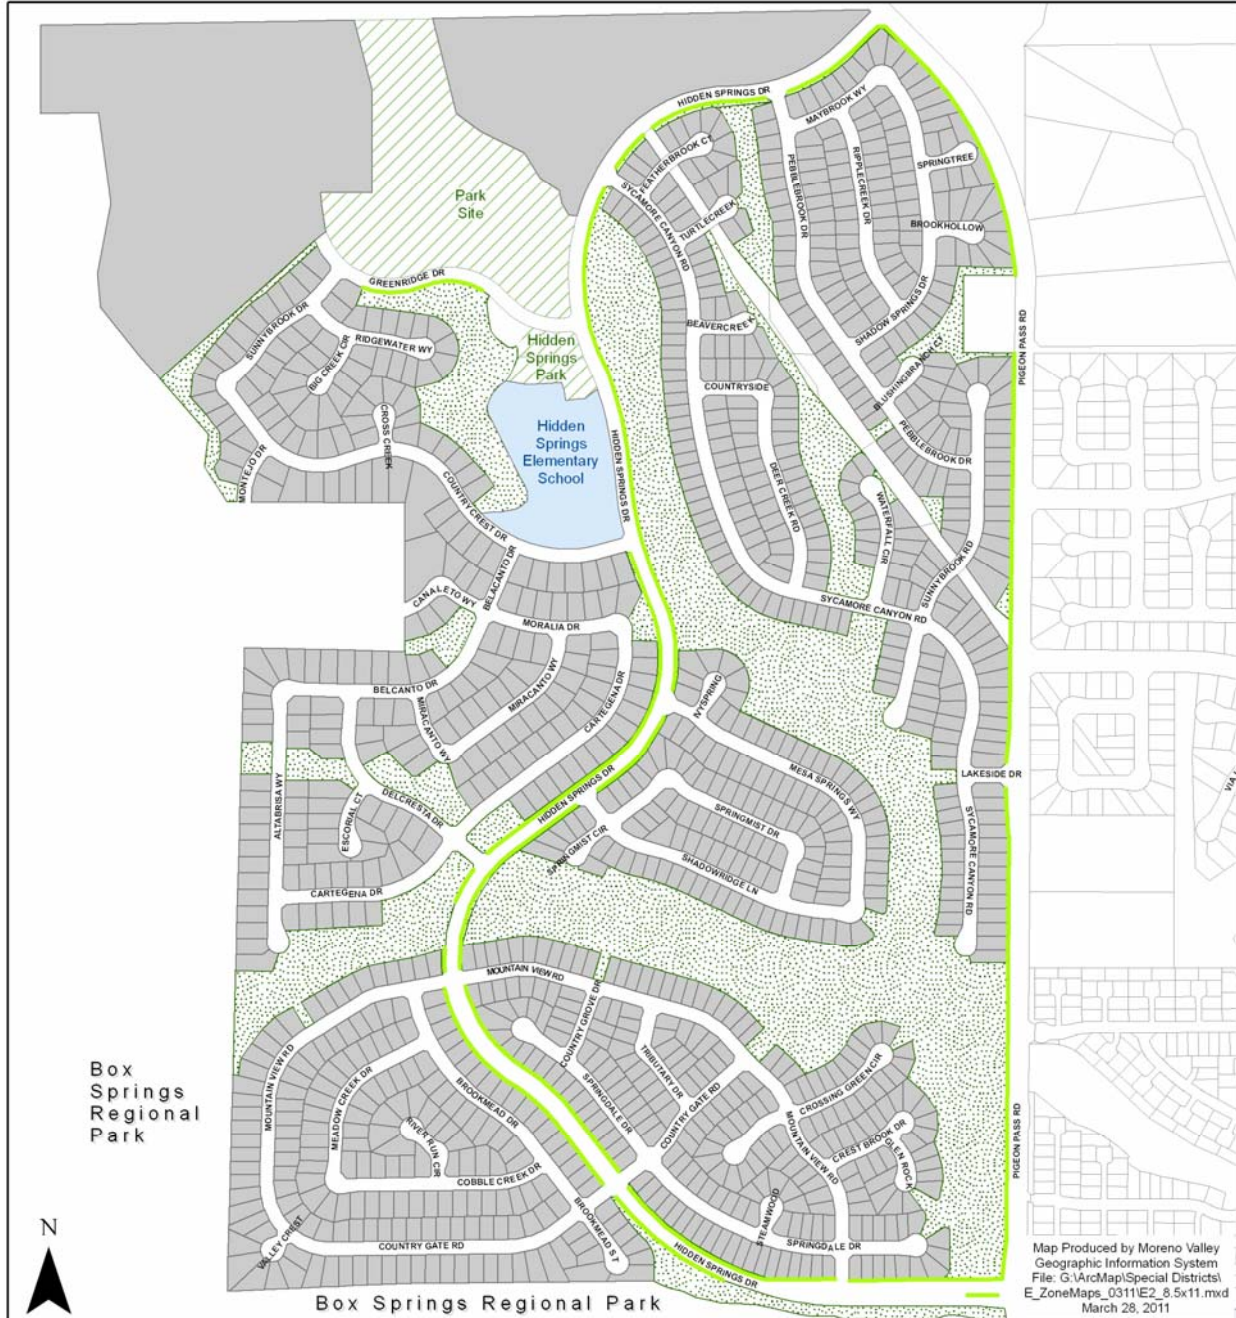 HIDDEN SPRINGS DR
MAYBROOK WY
FEATHERBROOK CT
PEBBLEBROOK DR
RIPPLECREEK DR
SPRINGTREE
SYCAMORE CANYON RD
TURTLECREEK
BROOKHOLLOW
Park
Site
GREENRIDGE DR
SHADOW SPRINGS DR
BEAVERCREEK
SUNNYBROOK DR
RIDGEWATER WY
BIG CREEK CIR
Hidden
Springs
Park
PIGEON PASS RD
BLUSHINGBRANCH CT
COUNTRYSIDE
CROSS CREEK
Hidden
Springs
Elementary
School
HIDDEN SPRINGS DR
PEBBLEBROOK DR
MONTEJO DR
DEER CREEK RD
COUNTRY CREST DR
WATERFALL CIR
SUNNYBROOK RD
BELACANTO DR
CANALETO WY
SYCAMORE CANYON RD
MORALIA DR
BELCANTO DR
MIRACANTO WY
MIRACANTO WY
CARTEGENA DR
IVYSPRING
MESA SPRINGS WY
LAKESIDE DR
VIA
ALTABRISA WY
ESCORIAL CT
DELCRESTA DR
HIDDEN SPRINGS DR
SPRINGMIST DR
SPRINGMIST CIR
SHADOWRIDGE LN
SYCAMORE CANYON RD
CARTEGENA DR
MOUNTAIN VIEW RD
COUNTRY GROVE DR
MOUNTAIN VIEW RD
TRIBUTARY DR
CROSSING GREEN CIR
Box
Springs
Regional
Park
MEADOW CREEK DR
BROOKMEAD DR
SPRINGDALE DR
COUNTRY GATE RD
PIGEON PASS RD
RIVER RUN CIR
CREST BROOK DR
GLEN ROCK
MOUNTAIN VIEW RD
COBBLE CREEK DR
BROOKMEAD ST
STEAMWOOD
SPRINGDALE DR
N
VALLEY CREST
COUNTRY GATE RD
HIDDEN SPRINGS DR
Box Springs Regional Park
Map Produced by Moreno Valley
Geographic Information System
File: G:\ArcMap\Special Districts\
E_ZoneMaps_0311\E2_8.5x11.mxd
March 28, 2011